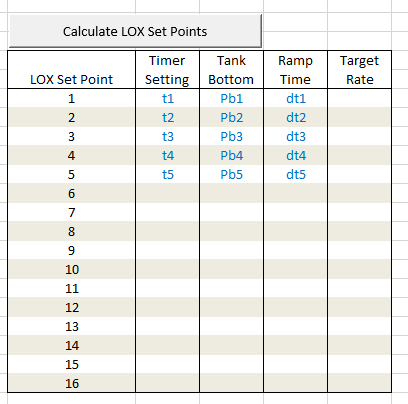 Calculate LOX Set Points
LOX Set Point Timer Setting Tank Bottom Ramp Time Target Rate
1 t1 Pb1 dt1
2 t2 Pb2 dt2
3 t3 Pb3 dt3
4 t4 Pb4 dt4
5 t5 Pb5 dt5
6
7
8
9
10
11
12
13
14
15
16